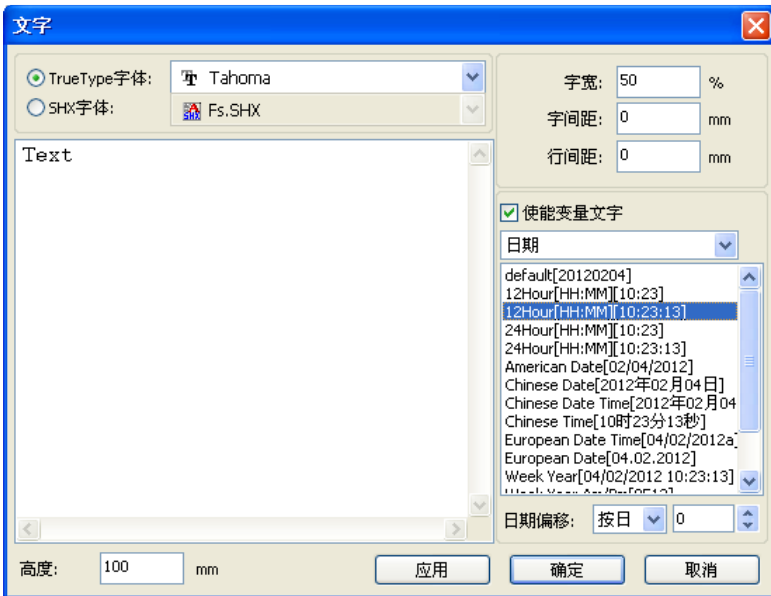 文字
TrueType字体: Tahoma
SHX字体: Fs.SHX
字宽: 50 %
字间距: 0 mm
行间距: 0 mm
Text
使能变量文字
日期
default[20120204]
12Hour[HH:MM][10:23]
12Hour[HH:MM][10:23:13]
24Hour[HH:MM][10:23]
24Hour[HH:MM][10:23:13]
American Date[02/04/2012]
Chinese Date[2012年02月04日]
Chinese Date Time[2012年02月04
Chinese Time[10时23分13秒]
European Date Time[04/02/2012a]
European Date[04.02.2012]
Week Year[04/02/2012 10:23:13]
日期偏移: 按日 0
高度: 100 mm 应用 确定 取消